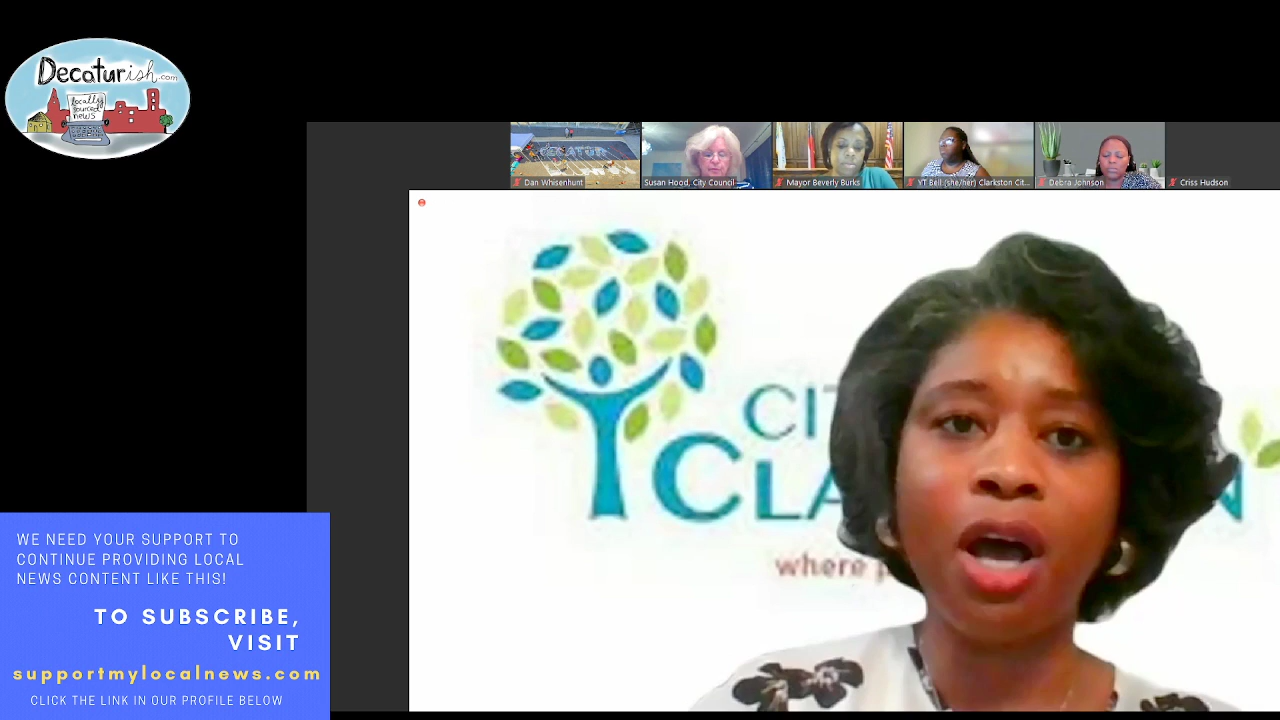 Decaturish.com
locally
sourced
news
DECATUR
Dan Whisenhunt
Susan Hood, City Council
Mayor Beverly Burks
YT Bell (she/her) Clarkston Cit...
Debra Johnson
Criss Hudson
CIT
CLA N
where p
WE NEED YOUR SUPPORT TO
CONTINUE PROVIDING LOCAL
NEWS CONTENT LIKE THIS!
TO SUBSCRIBE,
VISIT
supportmylocalnews.com
CLICK THE LINK IN OUR PROFILE BELOW